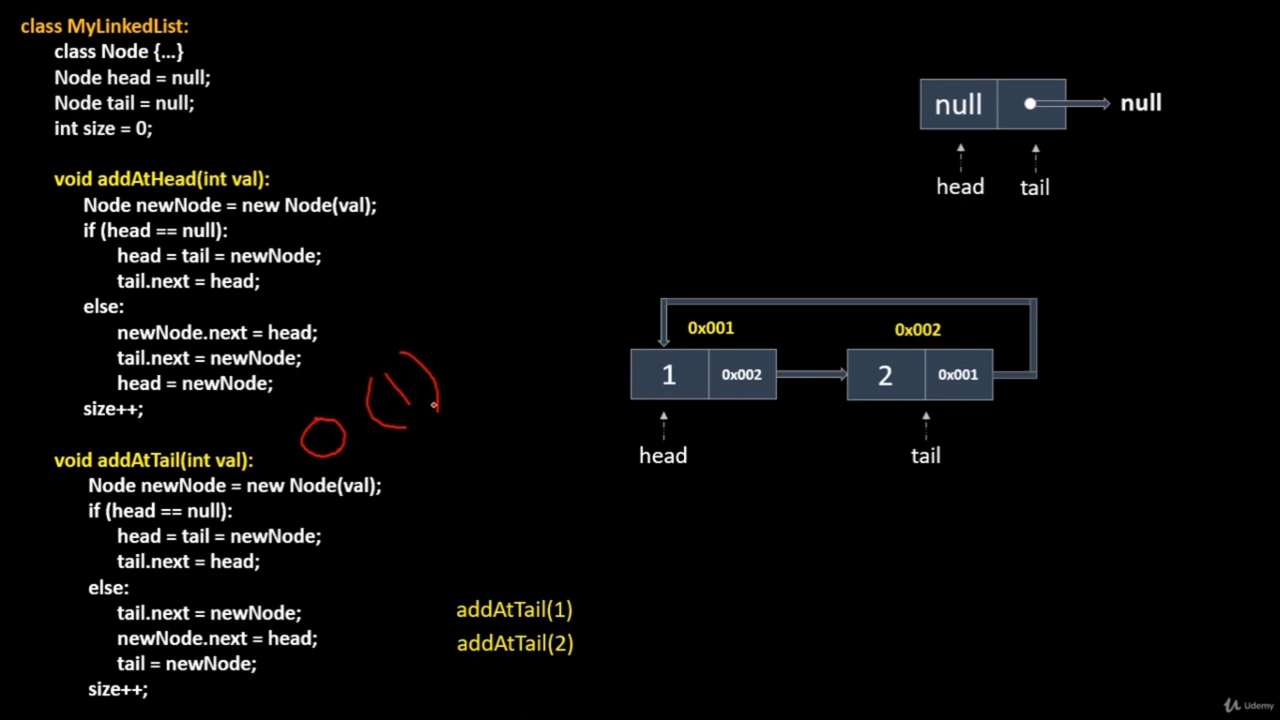 class MyLinkedList:
class Node {...}
Node head = null;
Node tail = null;
int size = 0;
void addAtHead(int val):
Node newNode = new Node(val);
if (head == null):
head = tail = newNode;
tail.next = head;
else:
newNode.next = head;
tail.next = newNode;
head = newNode;
size++;
void addAtTail(int val):
Node newNode = new Node(val);
if (head == null):
head = tail = newNode;
tail.next = head;
else:
tail.next = newNode;
newNode.next = head;
tail = newNode;
size++;
addAtTail(1)
addAtTail(2)
null null
head tail
0x001 0x002
1 0x002 2 0x001
head tail
Udemy